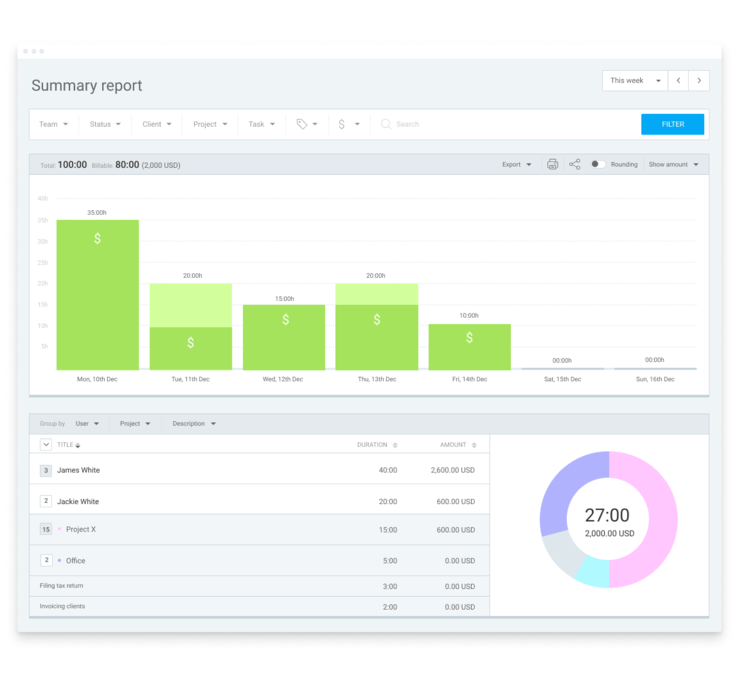 This week
Summary report
Team Status Client Project Task $ Search FILTER
Total: 100:00 Billable: 80:00 (2,000 USD) Export Rounding Show amount
40h
35:00h
35h
$
30h
25h
20:00h 20:00h
20h
15:00h
15h
10:00h
$ $
10h
$ $
5h
00:00h 00:00h
Mon, 10th Dec Tue, 11th Dec Wed, 12th Dec Thu, 13th Dec Fri, 14th Dec Sat, 15th Dec Sun, 16th Dec
Group by User Project Description
TITLE DURATION AMOUNT
3 James White 40:00 2,600.00 USD
2 Jackie White 20:00 600.00 USD
15 Project X 15:00 600.00 USD
2 Office 5:00 0.00 USD
Filing tax return 3:00 0.00 USD
Invoicing clients 2:00 0.00 USD
27:00
2,000.00 USD